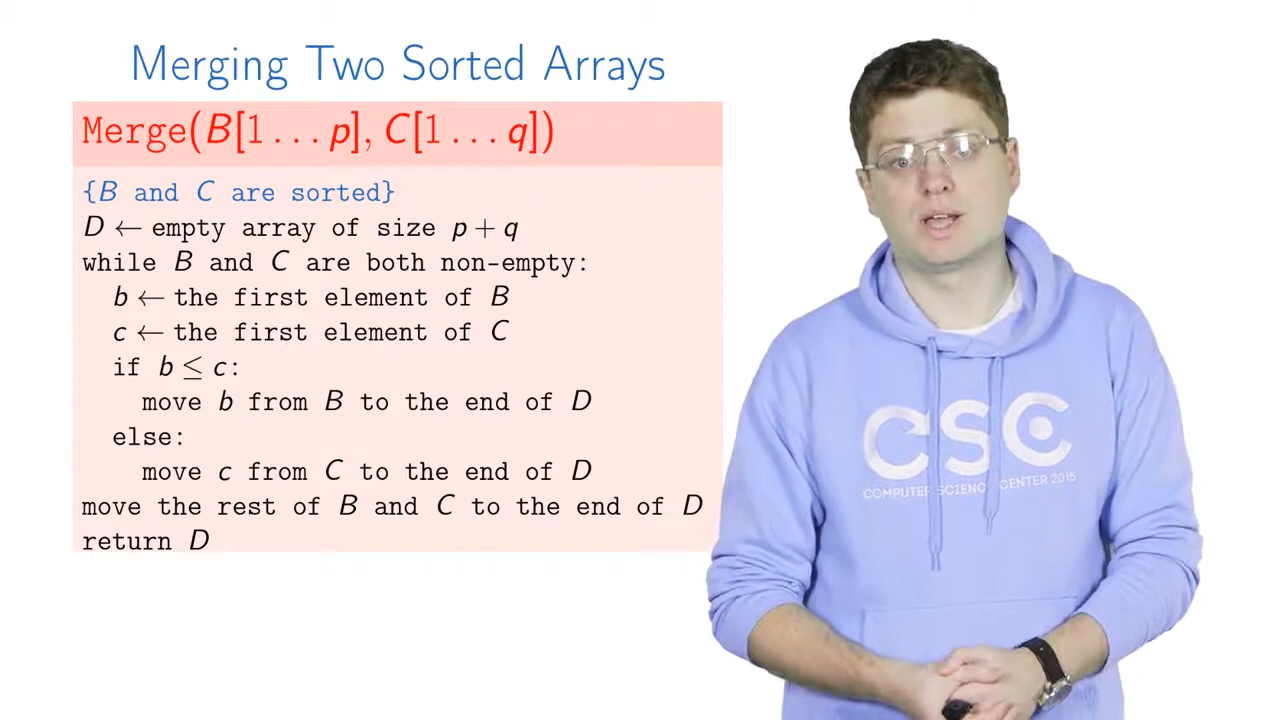 Merging Two Sorted Arrays
Merge(B[1...p], C[1...q])
{B and C are sorted}
D ← empty array of size p + q
while B and C are both non-empty:
b ← the first element of B
c ← the first element of C
if b ≤ c:
move b from B to the end of D
else:
move c from C to the end of D
move the rest of B and C to the end of D
return D
CSC
COMPUTER SCIENCE CENTER 2015